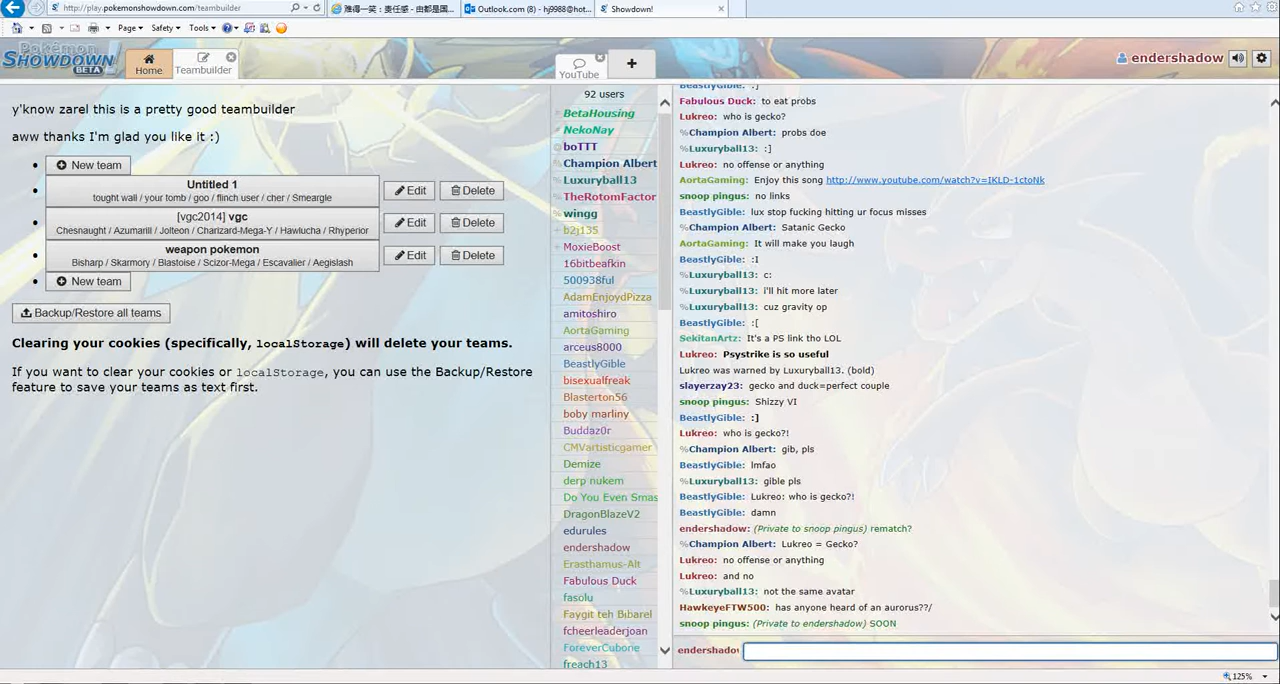 http://play.pokemonshowdown.com/teambuilder
難得一笑：責任感 - 由都是国...
Outlook.com (8) - hj9988@hot...
Showdown!
Page
Safety
Tools
Pokémon
SHOWDOWN
BETA
Home
Teambuilder
YouTube
endershadow
y'know zarel this is a pretty good teambuilder
aww thanks I'm glad you like it :)
New team
Untitled 1
tought wall / your tomb / goo / flinch user / cher / Smeargle
Edit
Delete
[vgc2014] vgc
Chesnaught / Azumarill / Jolteon / Charizard-Mega-Y / Hawlucha / Rhyperior
Edit
Delete
weapon pokemon
Bisharp / Skarmory / Blastoise / Scizor-Mega / Escavalier / Aegislash
Edit
Delete
New team
Backup/Restore all teams
Clearing your cookies (specifically, localStorage) will delete your teams.
If you want to clear your cookies or localStorage, you can use the Backup/Restore
feature to save your teams as text first.
92 users
BetaHousing
NekoNay
boTTT
Champion Albert
Luxuryball13
TheRotomFactor
wingg
b2j135
MoxieBoost
16bitbeafkin
500938ful
AdamEnjoydPizza
amitoshiro
AortaGaming
arceus8000
BeastlyGible
bisexualfreak
Blasterton56
boby marliny
Buddaz0r
CMVartisticgamer
Demize
derp nukem
Do You Even Smas
DragonBlazeV2
edurules
endershadow
Erasthamus-Alt
Fabulous Duck
fasolu
Faygit teh Bibarel
fcheerleaderjoan
ForeverCubone
freach13
BeastlyGible: :]
Fabulous Duck: to eat probs
Lukreo: who is gecko?
%Champion Albert: probs doe
%Luxuryball13: :]
Lukreo: no offense or anything
AortaGaming: Enjoy this song http://www.youtube.com/watch?v=IKLD-1ctoNk
snoop pingus: no links
BeastlyGible: lux stop fucking hitting ur focus misses
%Champion Albert: Satanic Gecko
AortaGaming: It will make you laugh
BeastlyGible: :I
%Luxuryball13: c:
%Luxuryball13: i'll hit more later
%Luxuryball13: cuz gravity op
BeastlyGible: :[
SekitanArtz: It's a PS link tho LOL
Lukreo: Psystrike is so useful
Lukreo was warned by Luxuryball13. (bold)
slayerzay23: gecko and duck=perfect couple
snoop pingus: Shizzy VI
BeastlyGible: :]
Lukreo: who is gecko?!
%Champion Albert: gib, pls
BeastlyGible: lmfao
%Luxuryball13: gible pls
BeastlyGible: Lukreo: who is gecko?!
BeastlyGible: damn
endershadow: (Private to snoop pingus) rematch?
%Champion Albert: Lukreo = Gecko?
Lukreo: no offense or anything
Lukreo: and no
%Luxuryball13: not the same avatar
HawkeyeFTW500: has anyone heard of an aurorus??/
snoop pingus: (Private to endershadow) SOON
endershadow
125%